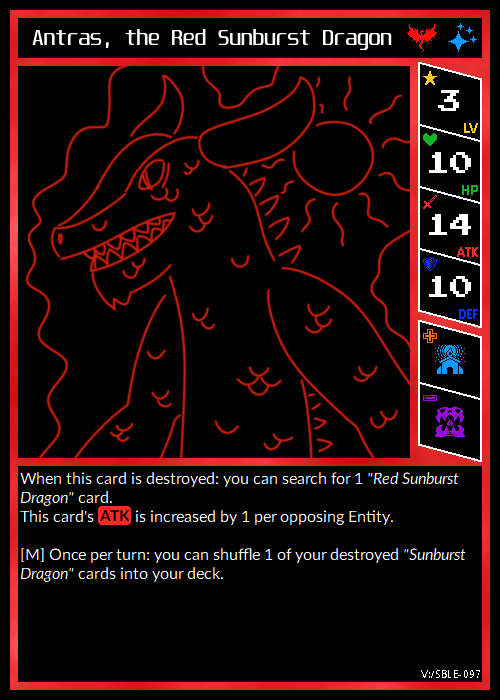 Antras, the Red Sunburst Dragon
3
LV
10
HP
14
ATK
10
DEF
When this card is destroyed: you can search for 1 "Red Sunburst
Dragon" card.
This card's ATK is increased by 1 per opposing Entity.
[M] Once per turn: you can shuffle 1 of your destroyed "Sunburst
Dragon" cards into your deck.
V:/SBLE-097